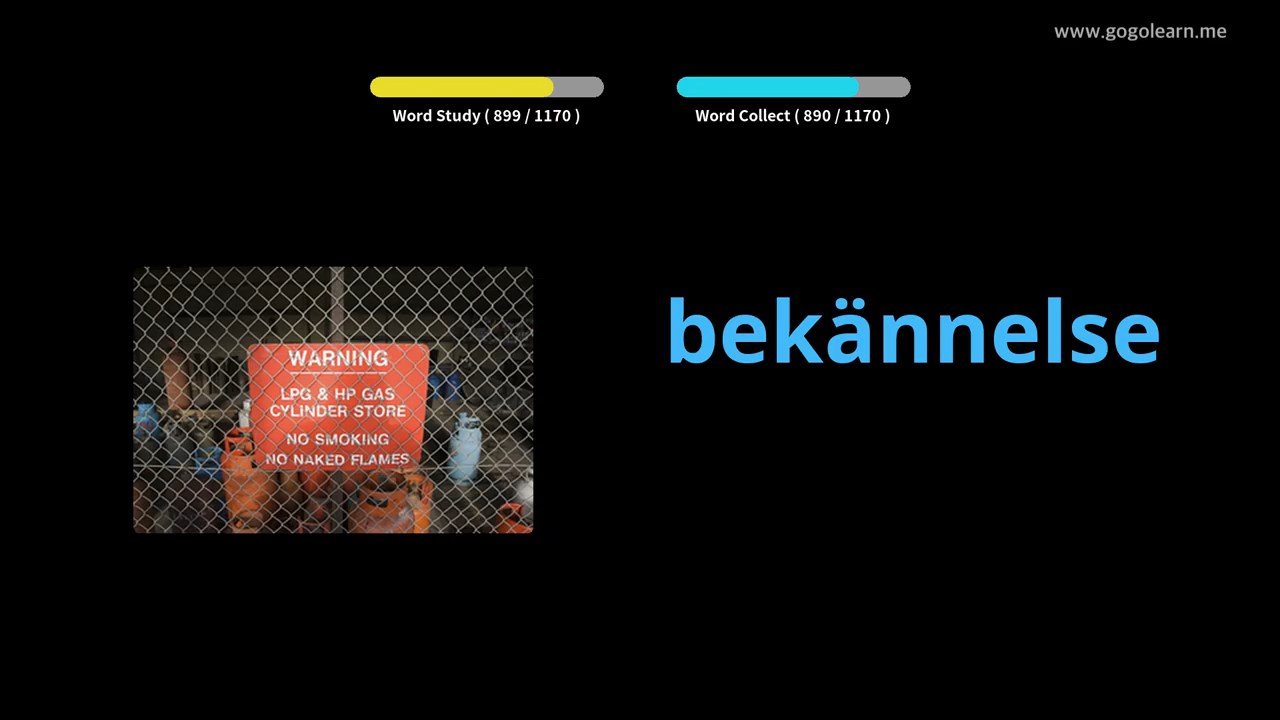 www.gogolearn.me
Word Study ( 899 / 1170 )
Word Collect ( 890 / 1170 )
bekännelse
WARNING
LPG & HP GAS
CYLINDER STORE
NO SMOKING
NO NAKED FLAMES